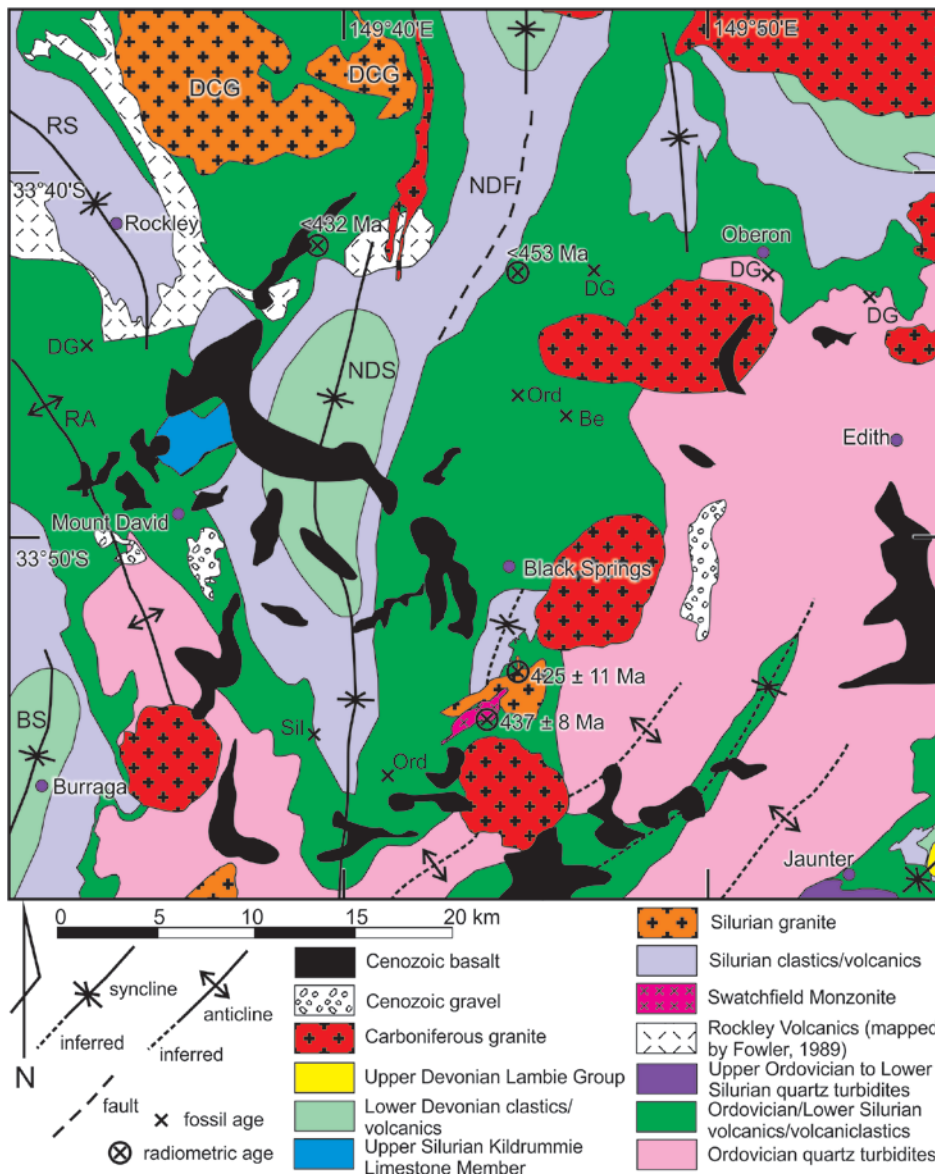 149°40'E
149°50'E
DCG
DCG
RS
NDF
33°40'S
Rockley
<432 Ma
Oberon
<453 Ma
DG
DG
DG
DG
NDS
Ord
RA
Be
Edith
Mount David
33°50'S
Black Springs
425 ± 11 Ma
437 ± 8 Ma
BS
Sil
Ord
Burraga
Jaunter
0 5 10 15 20 km
syncline
inferred
anticline
inferred
fault
fossil age
radiometric age
N
Cenozoic basalt
Cenozoic gravel
Carboniferous granite
Upper Devonian Lambie Group
Lower Devonian clastics/
volcanics
Upper Silurian Kildrummie
Limestone Member
Silurian granite
Silurian clastics/volcanics
Swatchfield Monzonite
Rockley Volcanics (mapped
by Fowler, 1989)
Upper Ordovician to Lower
Silurian quartz turbidites
Ordovician/Lower Silurian
volcanics/volcaniclastics
Ordovician quartz turbidites